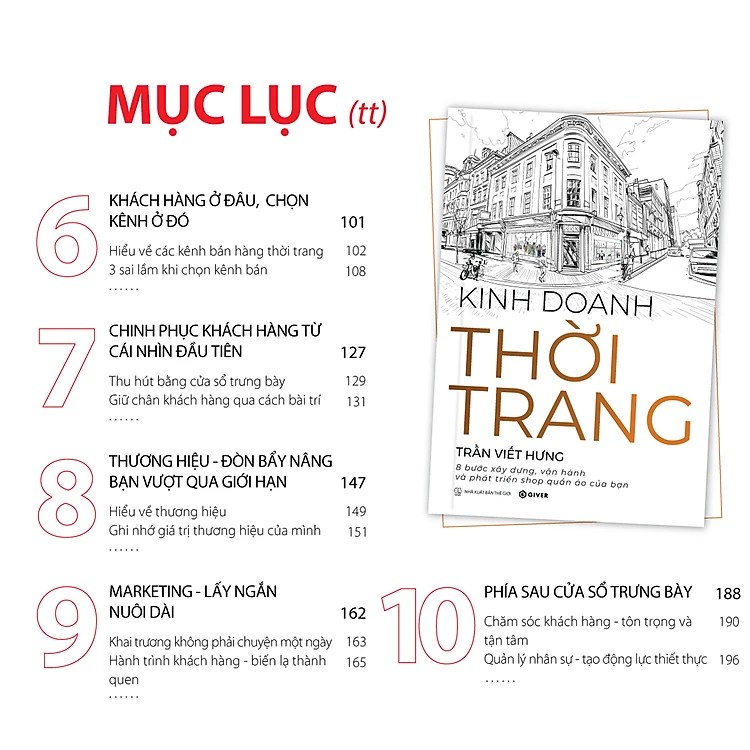 MỤC LỤC (tt)
6
KHÁCH HÀNG Ở ĐÂU, CHỌN
KÊNH Ở ĐÓ 101
Hiểu về các kênh bán hàng thời trang 102
3 sai lầm khi chọn kênh bán 108
......
7
CHINH PHỤC KHÁCH HÀNG TỪ
CÁI NHÌN ĐẦU TIÊN 127
Thu hút bằng cửa sổ trưng bày 129
Giữ chân khách hàng qua cách bài trí 131
......
8
THƯƠNG HIỆU - ĐÒN BẨY NÂNG
BẠN VƯỢT QUA GIỚI HẠN 147
Hiểu về thương hiệu 149
Ghi nhớ giá trị thương hiệu của mình 151
......
9
MARKETING - LẤY NGẮN
NUÔI DÀI 162
Khai trương không phải chuyện một ngày 163
Hành trình khách hàng - biến lạ thành 165
quen
......
KINH DOANH
THỜI
TRANG
TRẦN VIẾT HƯNG
8 bước xây dựng, vận hành
và phát triển shop quần áo của bạn
NHÀ XUẤT BẢN THẾ GIỚI GIVER
10
PHÍA SAU CỬA SỔ TRƯNG BÀY 188
Chăm sóc khách hàng - tôn trọng và 190
tận tâm
Quản lý nhân sự - tạo động lực thiết thực 196
......